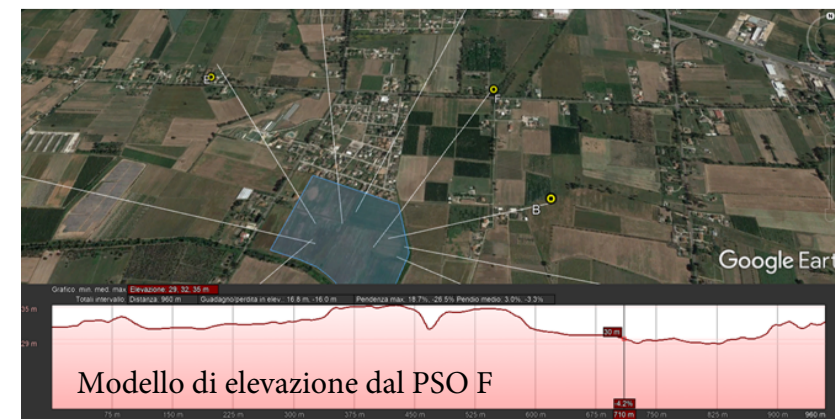 E
F
B
Google Eart
Grafico min, med, max Elevazione: 29, 32, 35 m
Totali intervallo: Distanza: 960 m Guadagno/perdita in elev.: 16.8 m, -16.0 m Pendenza max: 18.7%, -26.5% Pendio medio: 3.0%, -3.3%
35 m
30 m
29 m
Modello di elevazione dal PSO F
-4.2%
75 m 150 m 225 m 300 m 375 m 450 m 525 m 600 m 675 m 710 m 750 m 825 m 900 m 960 m